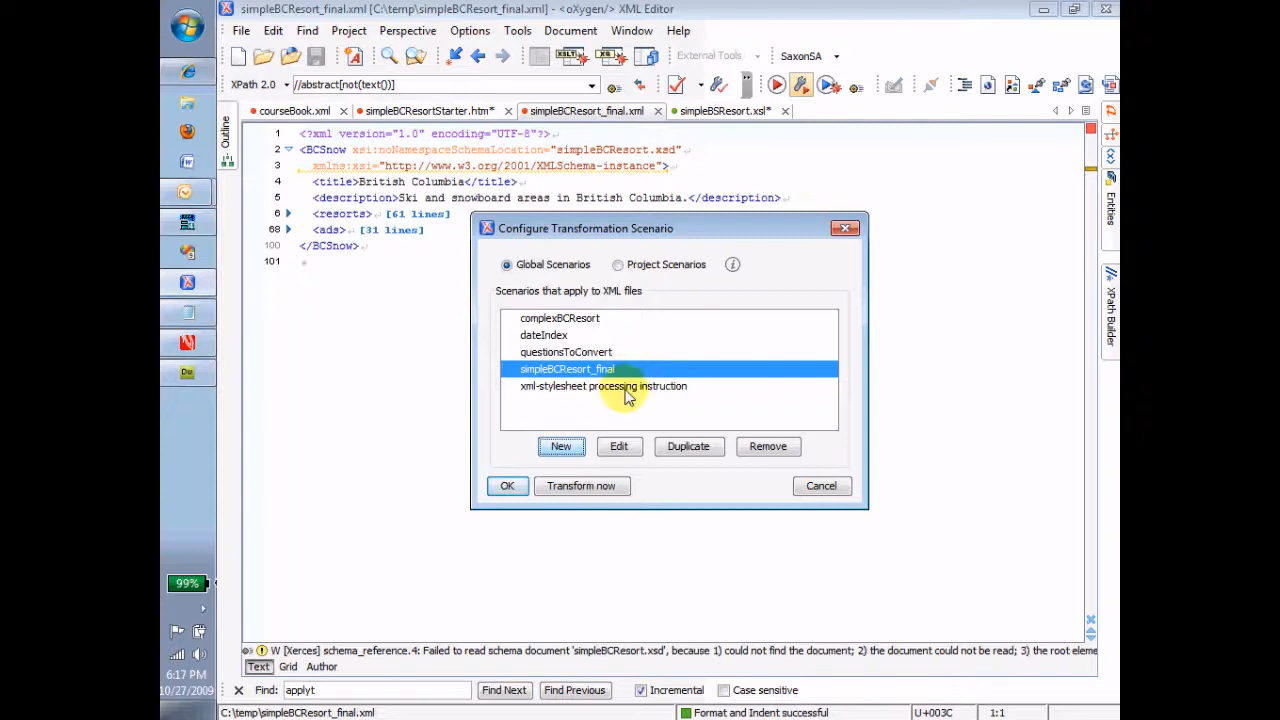 simpleBCResort_final.xml [C:\temp\simpleBCResort_final.xml] - <oXygen/> XML Editor
File Edit Find Project Perspective Options Tools Document Window Help
External Tools SaxonSA
XPath 2.0 //abstract[not(text())]
courseBook.xml simpleBCResortStarter.htm* simpleBCResort_final.xml simpleBSResort.xsl*
Outline
1 <?xml version="1.0" encoding="UTF-8"?>
2 <BCSnow xsi:noNamespaceSchemaLocation="simpleBCResort.xsd"
3 xmlns:xsi="http://www.w3.org/2001/XMLSchema-instance">
4 <title>British Columbia</title>
5 <description>Ski and snowboard areas in British Columbia.</description>
6 <resorts> [61 lines]
68 <ads> [31 lines]
100 </BCSnow>
101
Entries
XPath Builder
Configure Transformation Scenario
Global Scenarios Project Scenarios
Scenarios that apply to XML files
complexBCResort
dateIndex
questionsToConvert
simpleBCResort_final
xml-stylesheet processing instruction
New Edit Duplicate Remove
OK Transform now Cancel
99%
6:17 PM
10/27/2009
W [Xerces] schema_reference.4: Failed to read schema document 'simpleBCResort.xsd', because 1) could not find the document; 2) the document could not be read; 3) the root eleme
Text Grid Author
Find: applyt Find Next Find Previous Incremental Case sensitive
C:\temp\simpleBCResort_final.xml Format and Indent successful U+003C 1:1